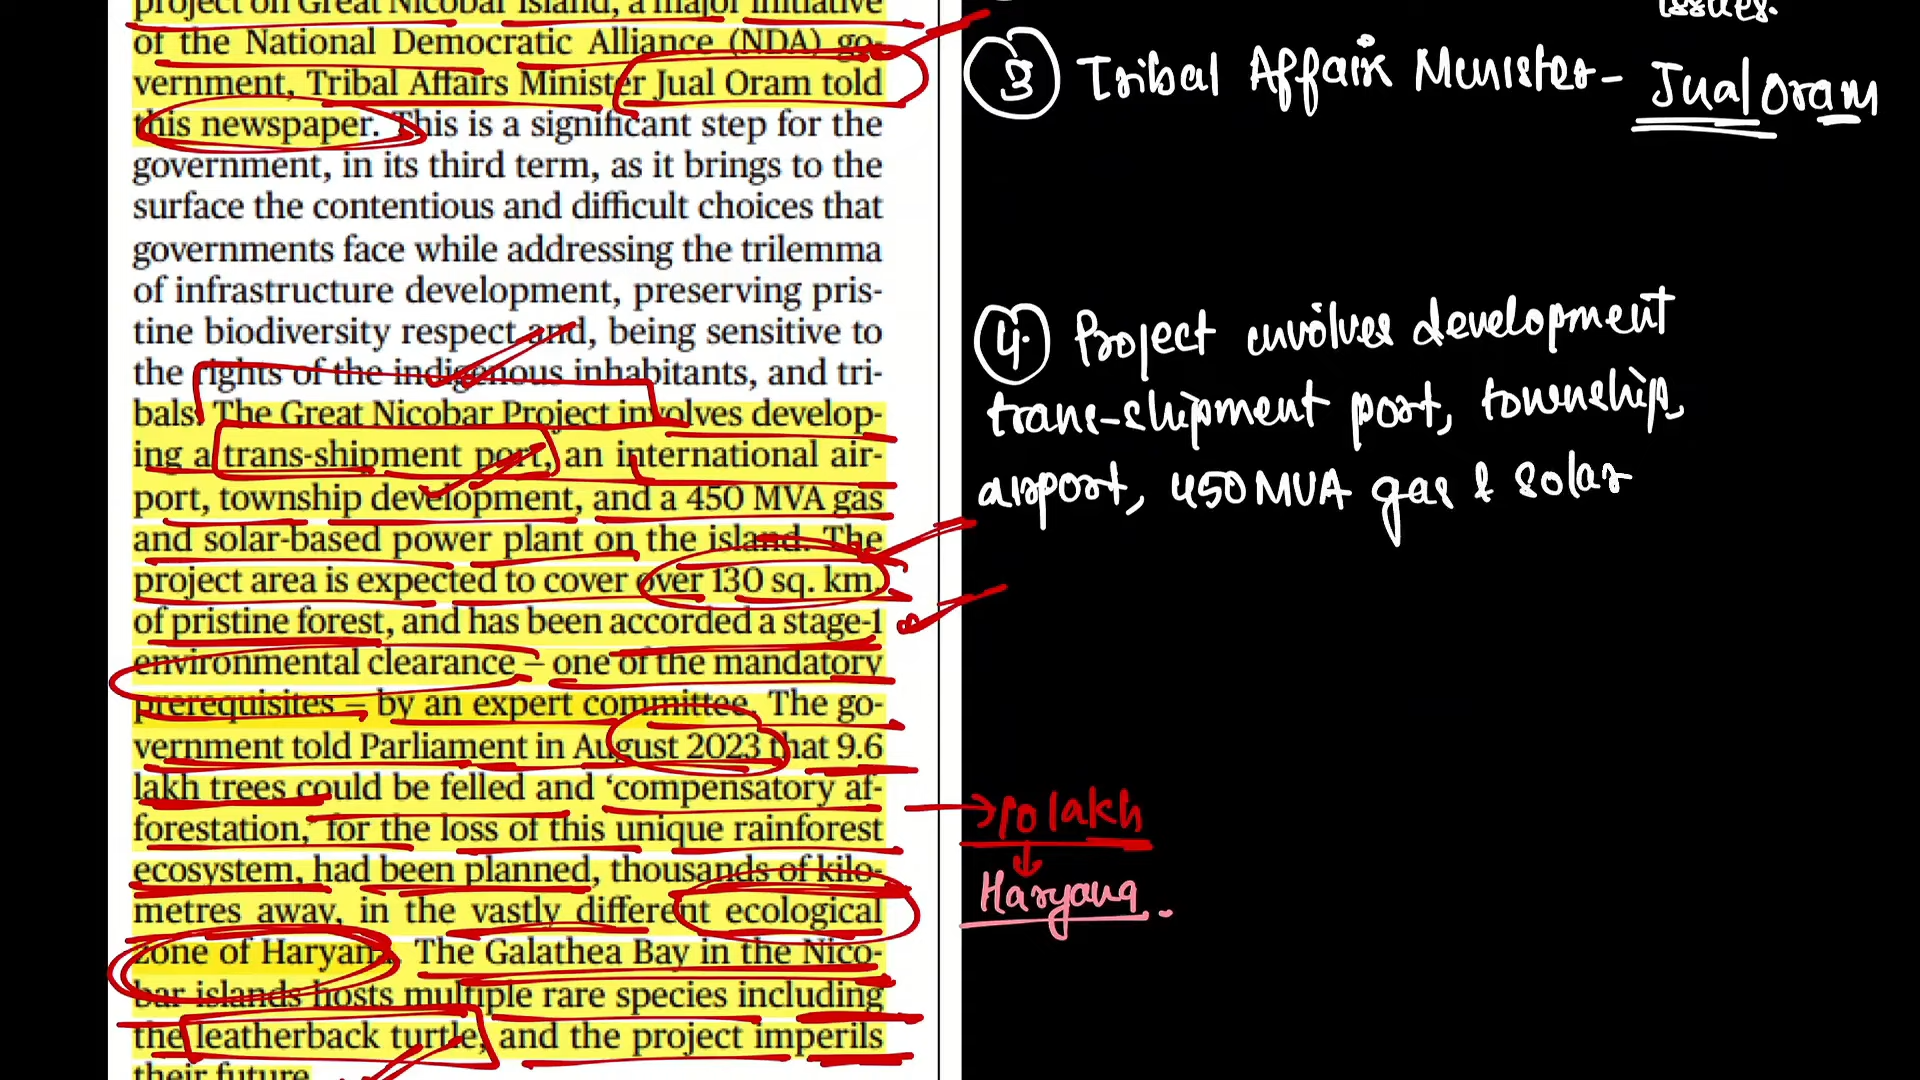 project on Great Nicobar Island, a major initiative
of the National Democratic Alliance (NDA) go-
vernment, Tribal Affairs Minister Jual Oram told
this newspaper. This is a significant step for the
government, in its third term, as it brings to the
surface the contentious and difficult choices that
governments face while addressing the trilemma
of infrastructure development, preserving pris-
tine biodiversity respect and, being sensitive to
the rights of the indigenous inhabitants, and tri-
bals. The Great Nicobar Project involves develop-
ing a trans-shipment port, an international air-
port, township development, and a 450 MVA gas
and solar-based power plant on the island. The
project area is expected to cover over 130 sq. km.
of pristine forest, and has been accorded a stage-1
environmental clearance – one of the mandatory
prerequisites – by an expert committee. The go-
vernment told Parliament in August 2023 that 9.6
lakh trees could be felled and ‘compensatory af-
forestation,’ for the loss of this unique rainforest
ecosystem, had been planned, thousands of kilo-
metres away, in the vastly different ecological
zone of Haryana. The Galathea Bay in the Nico-
bar islands hosts multiple rare species including
the leatherback turtle, and the project imperils
their future.
issues.
3 Tribal Affair Minister - Jual Oram
4. Project involves development
trans-shipment port, township,
airport, 450 MVA gas & solar
→ 10 lakh
↓
Haryana.